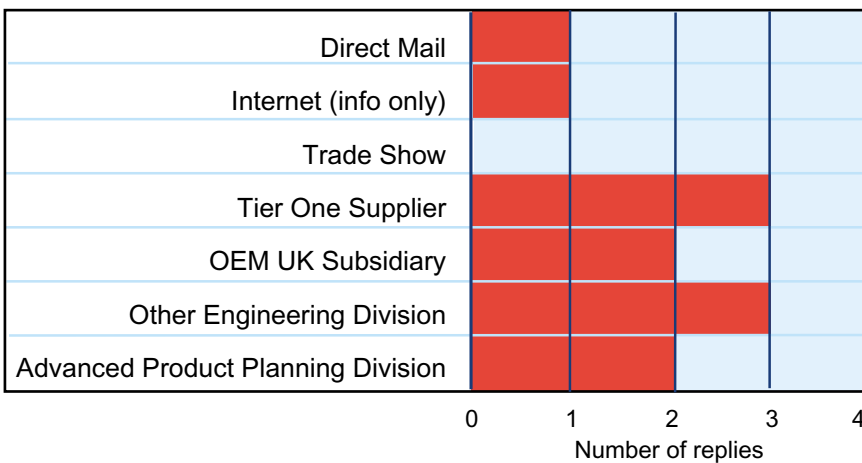 Direct Mail
Internet (info only)
Trade Show
Tier One Supplier
OEM UK Subsidiary
Other Engineering Division
Advanced Product Planning Division
0 1 2 3 4
Number of replies